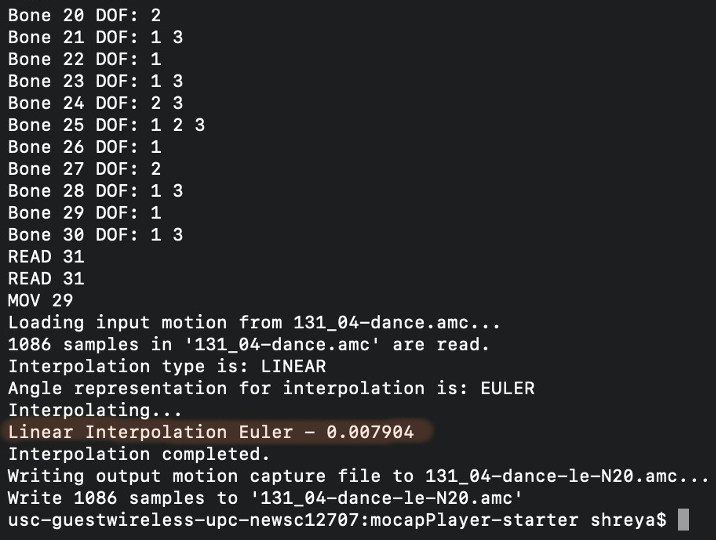 Bone 20 DOF: 2
Bone 21 DOF: 1 3
Bone 22 DOF: 1
Bone 23 DOF: 1 3
Bone 24 DOF: 2 3
Bone 25 DOF: 1 2 3
Bone 26 DOF: 1
Bone 27 DOF: 2
Bone 28 DOF: 1 3
Bone 29 DOF: 1
Bone 30 DOF: 1 3
READ 31
READ 31
MOV 29
Loading input motion from 131_04-dance.amc...
1086 samples in '131_04-dance.amc' are read.
Interpolation type is: LINEAR
Angle representation for interpolation is: EULER
Interpolating...
Linear Interpolation Euler - 0.007904
Interpolation completed.
Writing output motion capture file to 131_04-dance-le-N20.amc...
Write 1086 samples to '131_04-dance-le-N20.amc'
usc-guestwireless-upc-newsc12707:mocapPlayer-starter shreya$